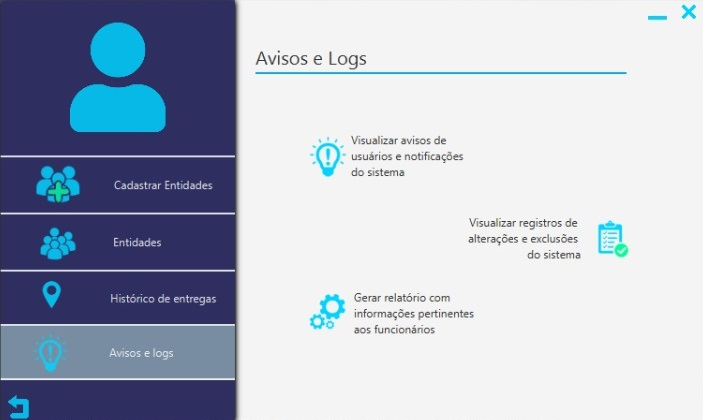 Avisos e Logs
Cadastrar Entidades
Entidades
Histórico de entregas
Avisos e logs
Visualizar avisos de
usuários e notificações
do sistema
Visualizar registros de
alterações e exclusões
do sistema
Gerar relatório com
informações pertinentes
aos funcionários